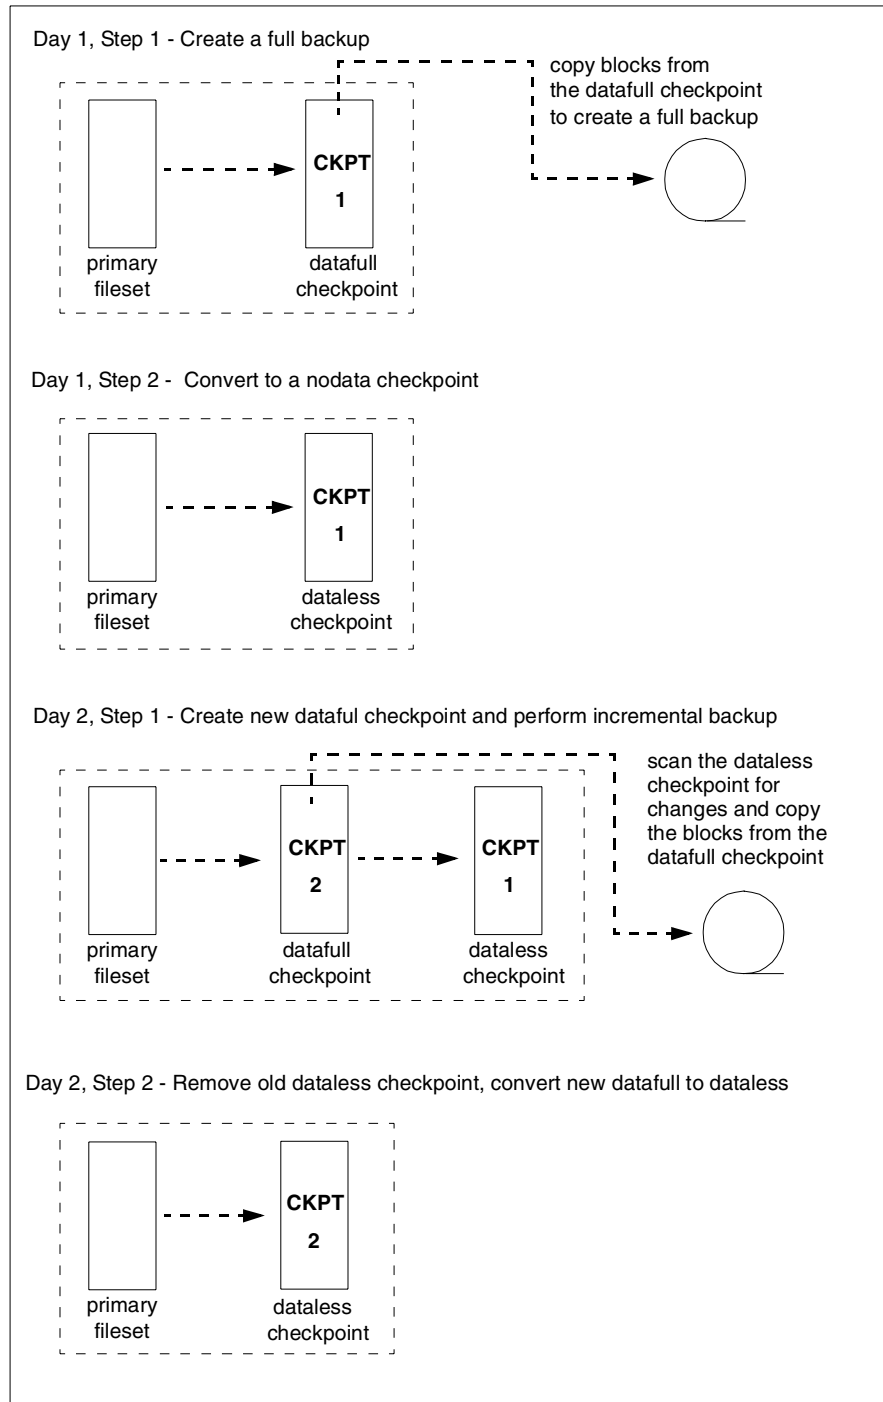 Day 1, Step 1 - Create a full backup
copy blocks from
the datafull checkpoint
to create a full backup
CKPT
1
primary
fileset
datafull
checkpoint
Day 1, Step 2 -  Convert to a nodata checkpoint
CKPT
1
primary
fileset
dataless
checkpoint
Day 2, Step 1 - Create new dataful checkpoint and perform incremental backup
scan the dataless
checkpoint for
changes and copy
the blocks from the
datafull checkpoint
CKPT
2
CKPT
1
primary
fileset
datafull
checkpoint
dataless
checkpoint
Day 2, Step 2 - Remove old dataless checkpoint, convert new datafull to dataless
CKPT
2
primary
fileset
dataless
checkpoint